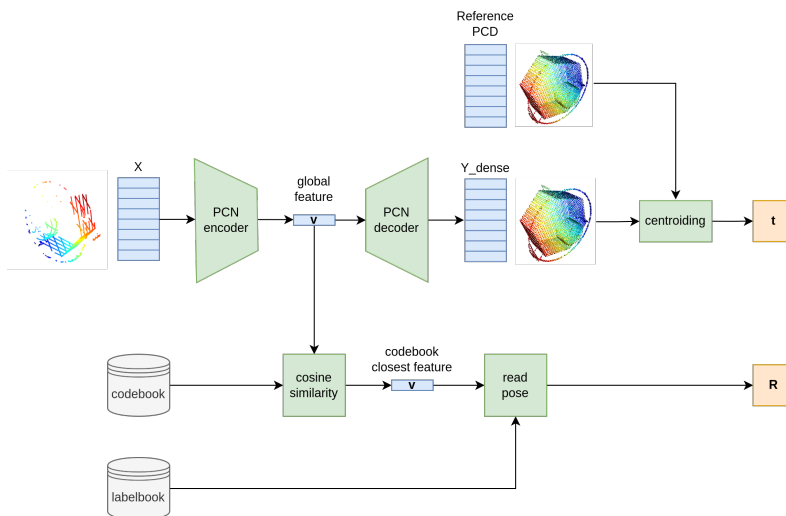 Reference
PCD
X
Y_dense
global
feature
PCN
encoder
v
PCN
decoder
centroiding
t
codebook
closest feature
codebook
cosine
similarity
v
read
pose
R
labelbook